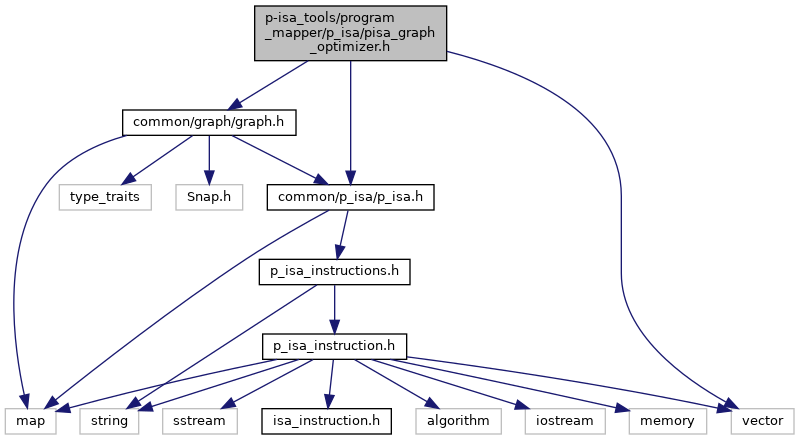 p-isa_tools/program
_mapper/p_isa/pisa_graph
_optimizer.h
common/graph/graph.h
type_traits
Snap.h
common/p_isa/p_isa.h
p_isa_instructions.h
p_isa_instruction.h
map
string
sstream
isa_instruction.h
algorithm
iostream
memory
vector